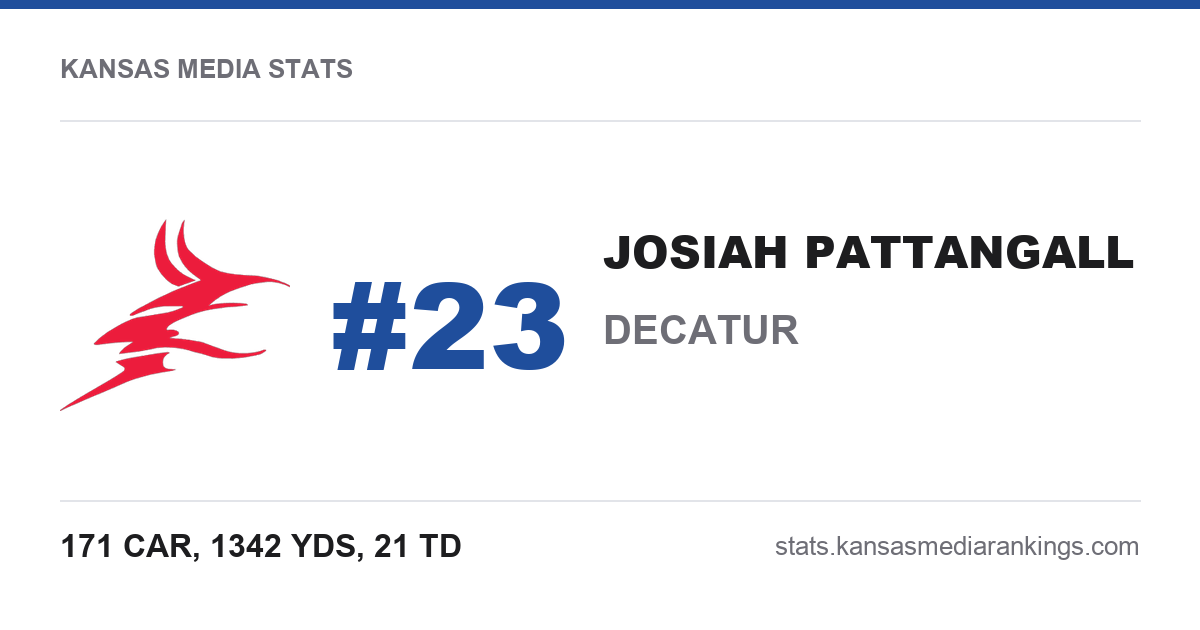 KANSAS MEDIA STATS
#23
JOSIAH PATTANGALL
DECATUR
171 CAR, 1342 YDS, 21 TD
stats.kansasmediarankings.com